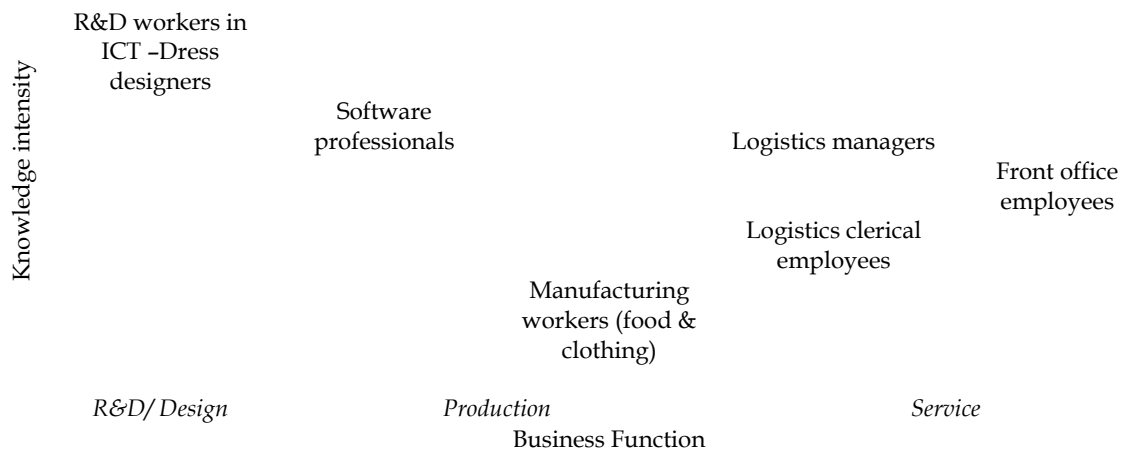 R&D workers in
ICT –Dress
designers
Knowledge intensity
Software
professionals
Logistics managers
Front office
employees
Logistics clerical
employees
Manufacturing
workers (food &
clothing)
R&D/ Design
Production
Service
Business Function